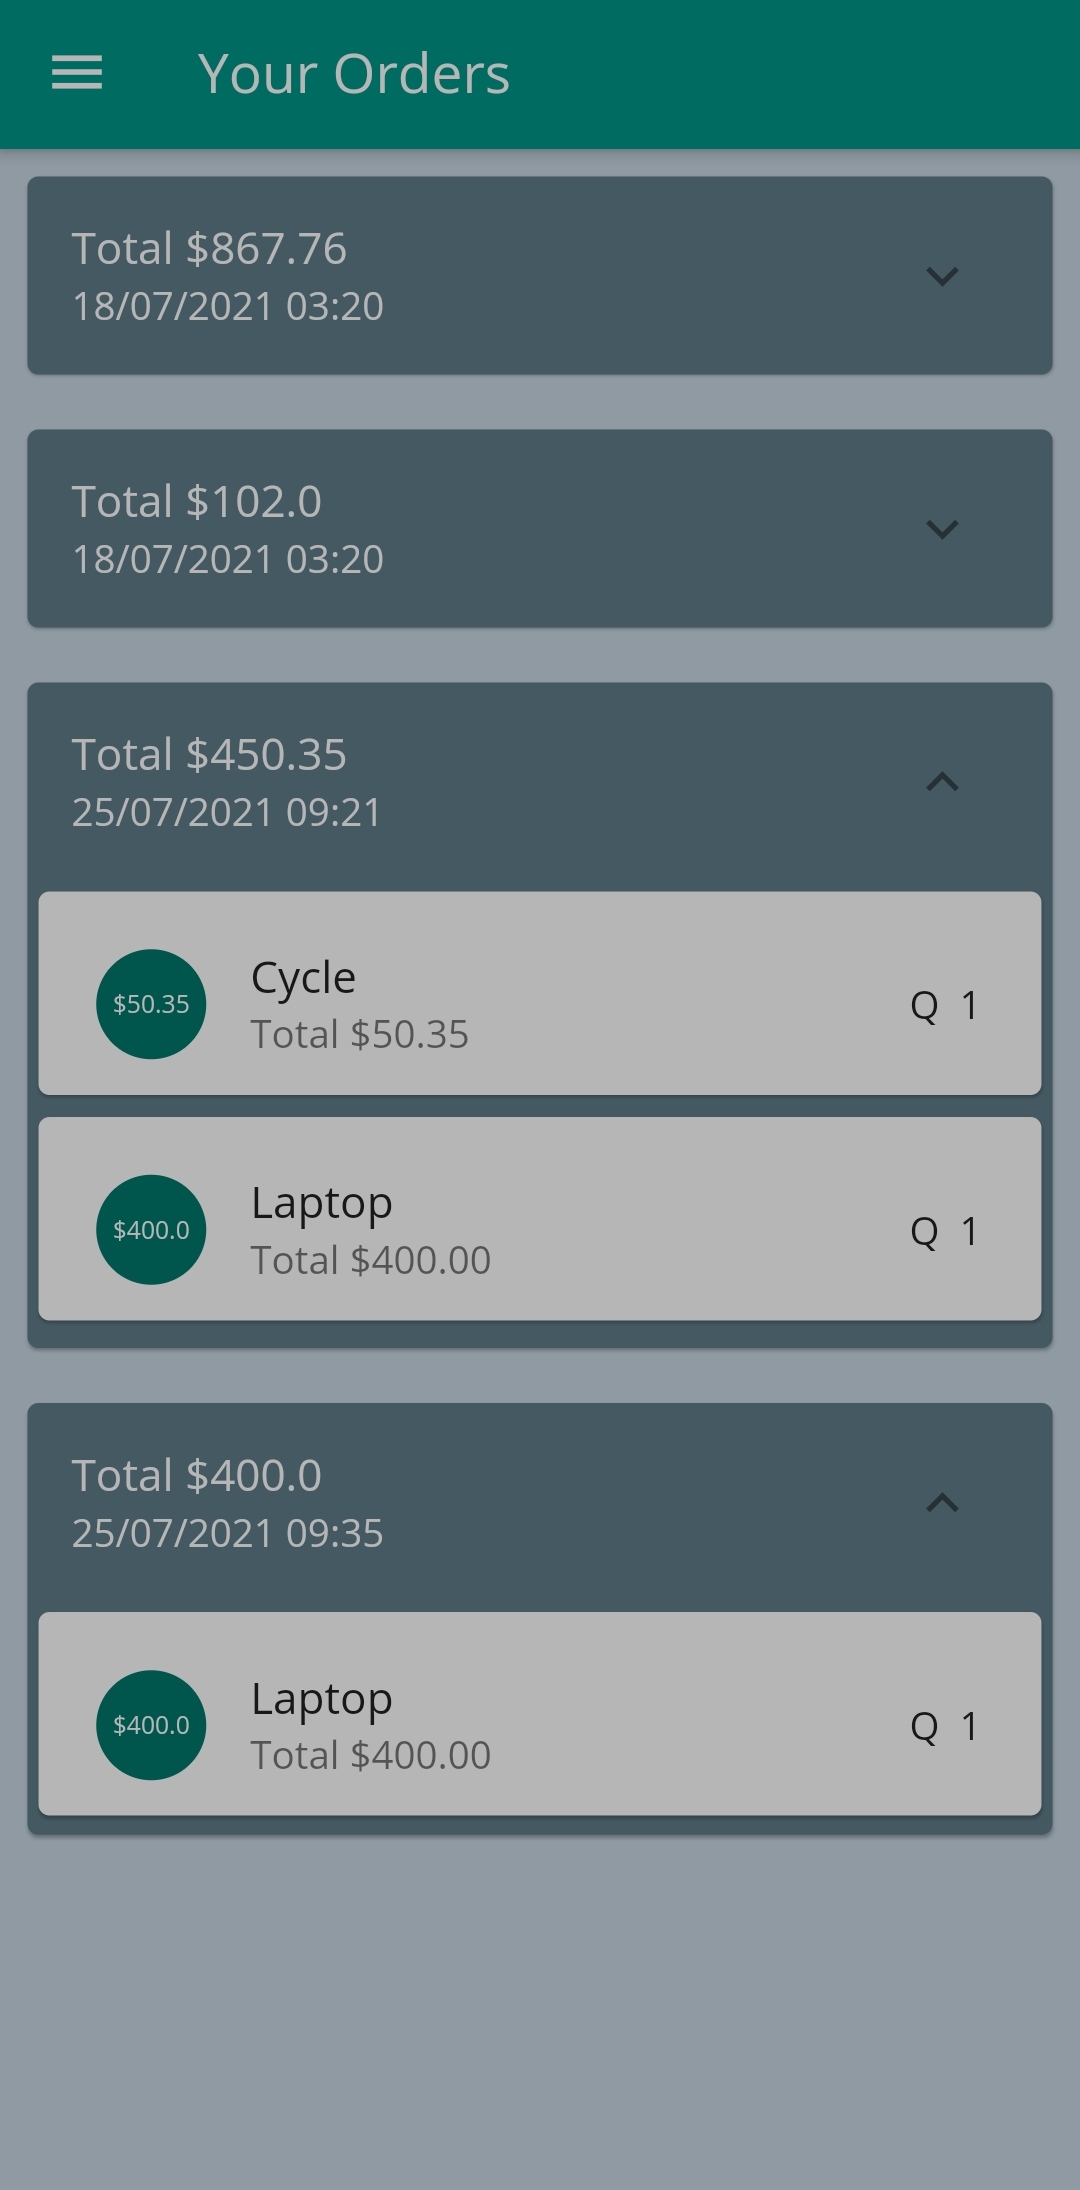 Your Orders
Total $867.76
18/07/2021 03:20
Total $102.0
18/07/2021 03:20
Total $450.35
25/07/2021 09:21
$50.35
Cycle
Total $50.35
Q 1
$400.0
Laptop
Total $400.00
Q 1
Total $400.0
25/07/2021 09:35
$400.0
Laptop
Total $400.00
Q 1